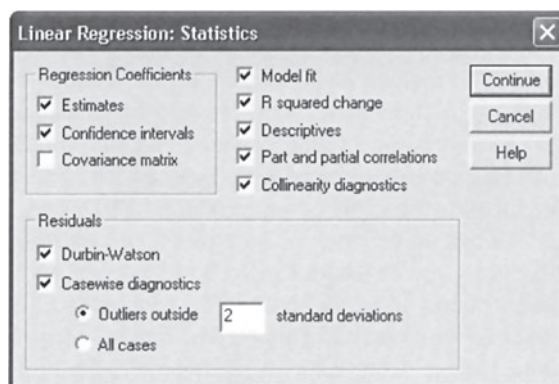 Linear Regression: Statistics
Regression Coefficients
Estimates
Confidence intervals
Covariance matrix
Model fit
R squared change
Descriptives
Part and partial correlations
Collinearity diagnostics
Continue
Cancel
Help
Residuals
Durbin-Watson
Casewise diagnostics
Outliers outside 2 standard deviations
All cases